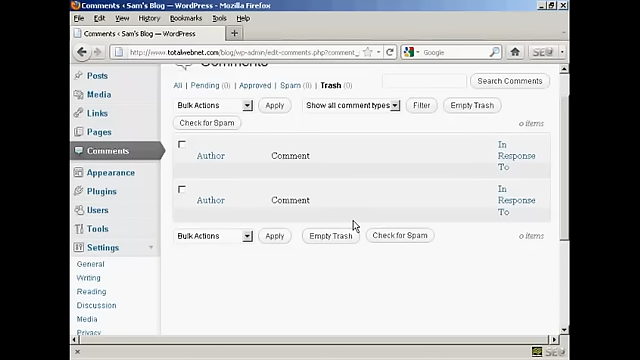 Comments ‹ Sam's Blog — WordPress - Mozilla Firefox
File Edit View History Bookmarks Tools Help
Comments ‹ Sam's Blog — WordPress +
http://www.totalwebnet.com/blog/wp-admin/edit-comments.php?comment_ Google
Comments
Posts
Media
Links
Pages
Comments
Appearance
Plugins
Users
Tools
Settings
General
Writing
Reading
Discussion
Media
Privacy
All | Pending (0) | Approved | Spam (0) | Trash (0) Search Comments
Bulk Actions Apply Show all comment types Filter Empty Trash
Check for Spam 0 items
Author Comment In Response To
Author Comment In Response To
Bulk Actions Apply Empty Trash Check for Spam 0 items